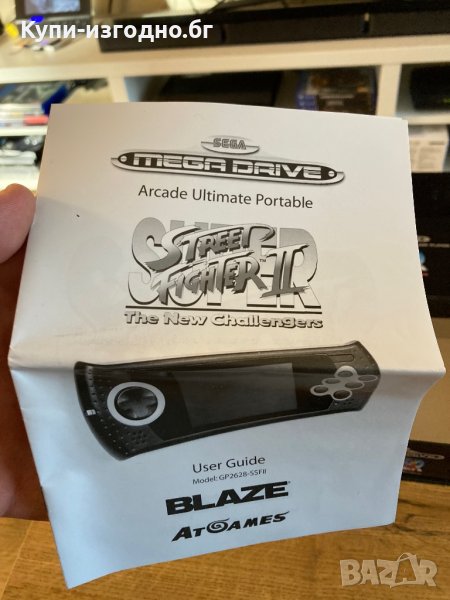 Купи-изгодно.бг
SEGA
MEGA DRIVE
Arcade Ultimate Portable
SUPER
STREET
FIGHTER II
The New Challengers
User Guide
Model: GP2628-SSFII
BLAZE
ATGAMES
BAZAR